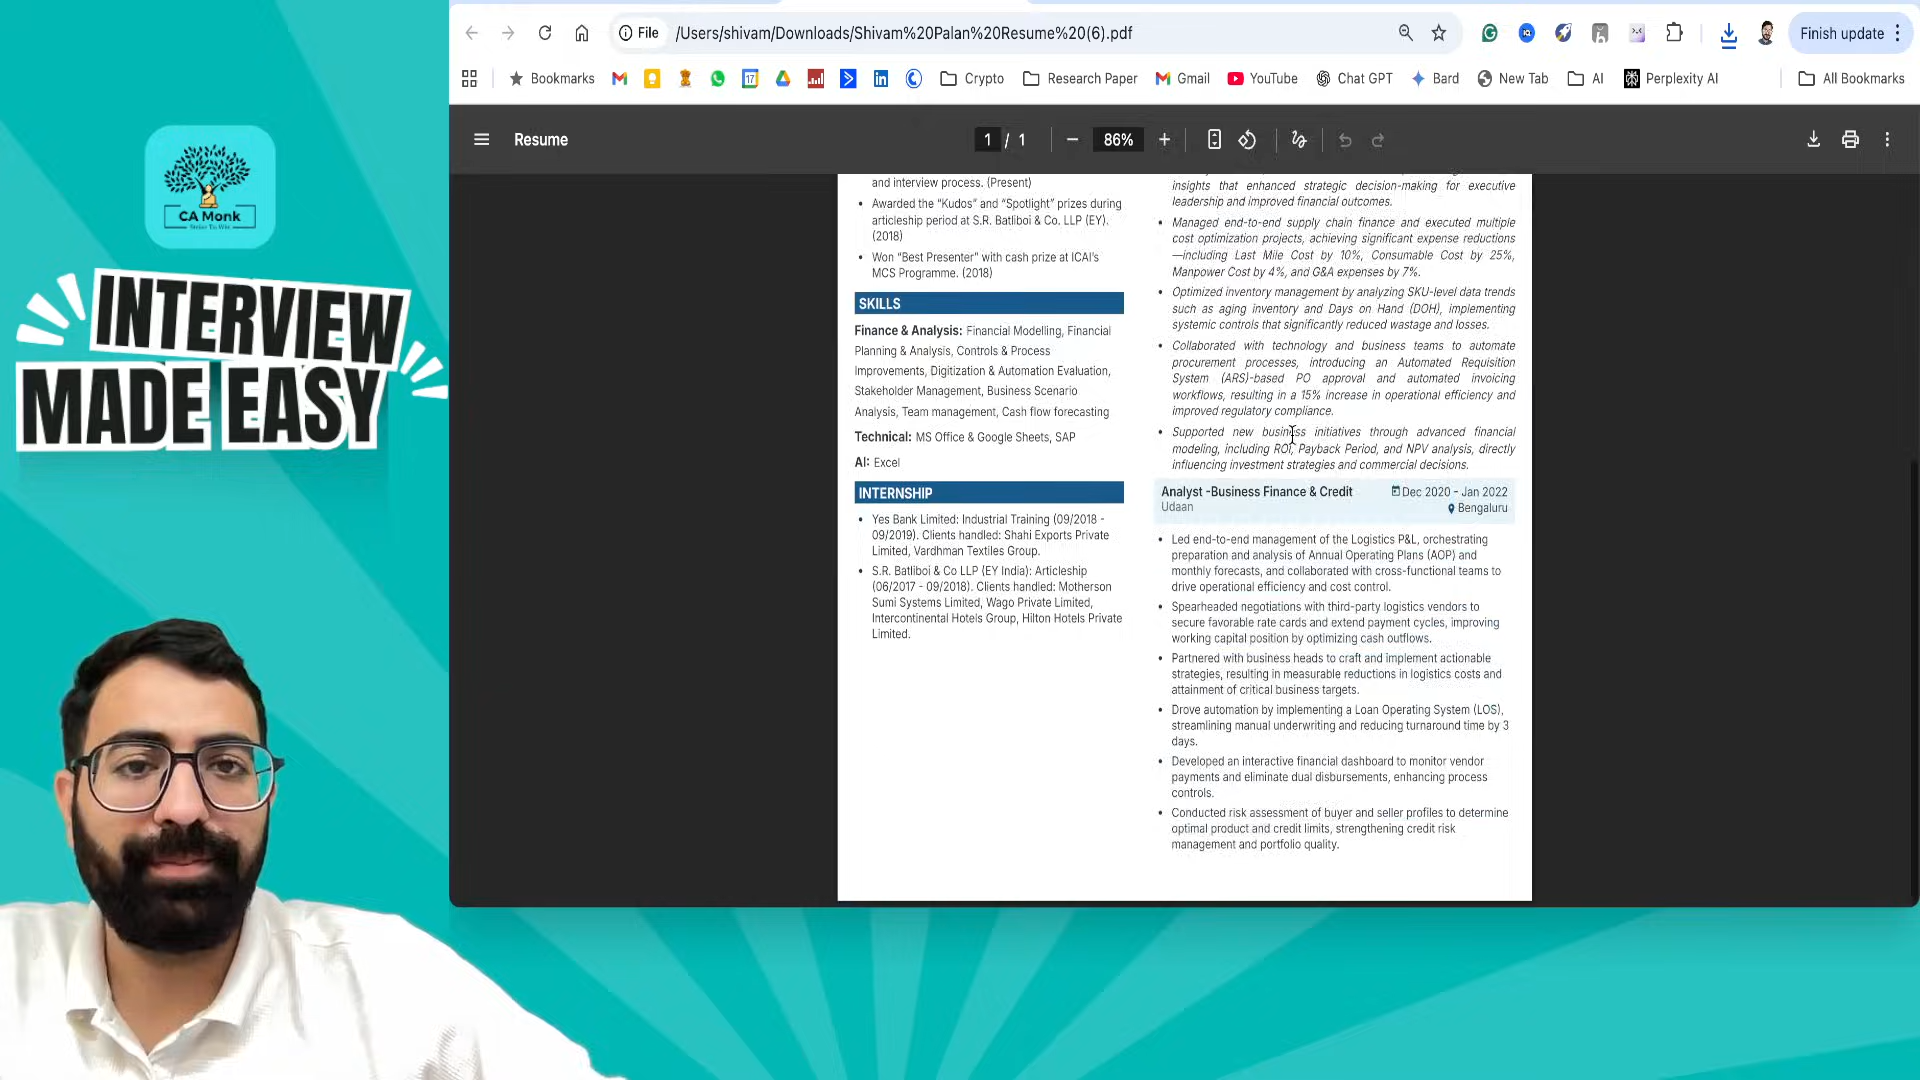 File
/Users/shivam/Downloads/Shivam%20Palan%20Resume%20(6).pdf
Finish update
Bookmarks
Crypto
Research Paper
Gmail
YouTube
Chat GPT
Bard
New Tab
AI
Perplexity AI
All Bookmarks
Resume
1 / 1
86%
CA Monk
INTERVIEW
MADE EASY
and interview process. (Present)
• Awarded the “Kudos” and “Spotlight” prizes during
articleship period at S.R. Batliboi & Co. LLP (EY).
(2018)
• Won “Best Presenter” with cash prize at ICAI’s
MCS Programme. (2018)
SKILLS
Finance & Analysis: Financial Modelling, Financial
Planning & Analysis, Controls & Process
Improvements, Digitization & Automation Evaluation,
Stakeholder Management, Business Scenario
Analysis, Team management, Cash flow forecasting
Technical: MS Office & Google Sheets, SAP
AI: Excel
INTERNSHIP
• Yes Bank Limited: Industrial Training (09/2018 -
09/2019). Clients handled: Shahi Exports Private
Limited, Vardhman Textiles Group.
• S.R. Batliboi & Co LLP (EY India): Articleship
(06/2017 - 09/2018). Clients handled: Motherson
Sumi Systems Limited, Wago Private Limited,
Intercontinental Hotels Group, Hilton Hotels Private
Limited.
insights that enhanced strategic decision-making for executive
leadership and improved financial outcomes.
• Managed end-to-end supply chain finance and executed multiple
cost optimization projects, achieving significant expense reductions
—including Last Mile Cost by 10%, Consumable Cost by 25%,
Manpower Cost by 4%, and G&A expenses by 7%.
• Optimized inventory management by analyzing SKU-level data trends
such as aging inventory and Days on Hand (DOH), implementing
systemic controls that significantly reduced wastage and losses.
• Collaborated with technology and business teams to automate
procurement processes, introducing an Automated Requisition
System (ARS)-based PO approval and automated invoicing
workflows, resulting in a 15% increase in operational efficiency and
improved regulatory compliance.
• Supported new business initiatives through advanced financial
modeling, including ROI, Payback Period, and NPV analysis, directly
influencing investment strategies and commercial decisions.
Analyst -Business Finance & Credit
Dec 2020 - Jan 2022
Udaan
Bengaluru
• Led end-to-end management of the Logistics P&L, orchestrating
preparation and analysis of Annual Operating Plans (AOP) and
monthly forecasts, and collaborated with cross-functional teams to
drive operational efficiency and cost control.
• Spearheaded negotiations with third-party logistics vendors to
secure favorable rate cards and extend payment cycles, improving
working capital position by optimizing cash outflows.
• Partnered with business heads to craft and implement actionable
strategies, resulting in measurable reductions in logistics costs and
attainment of critical business targets.
• Drove automation by implementing a Loan Operating System (LOS),
streamlining manual underwriting and reducing turnaround time by 3
days.
• Developed an interactive financial dashboard to monitor vendor
payments and eliminate dual disbursements, enhancing process
controls.
• Conducted risk assessment of buyer and seller profiles to determine
optimal product and credit limits, strengthening credit risk
management and portfolio quality.